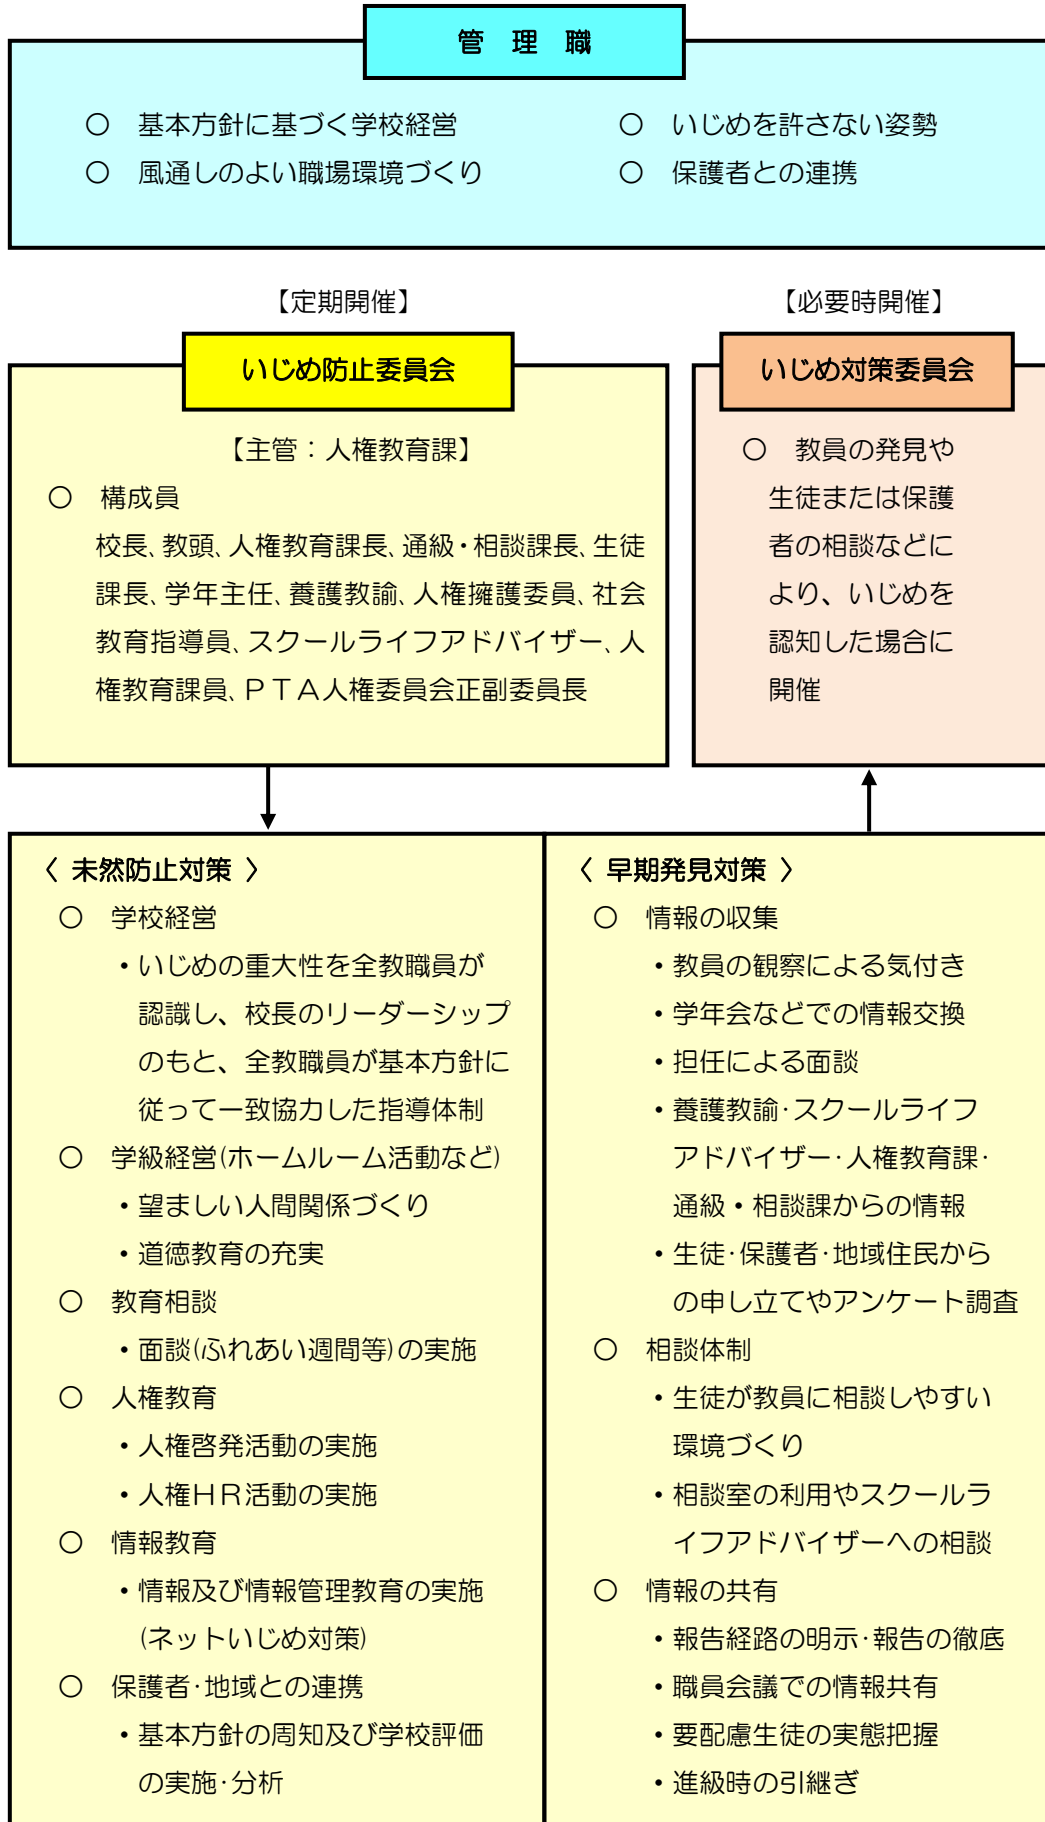 管　理　職
○　基本方針に基づく学校経営
○　いじめを許さない姿勢
○　風通しのよい職場環境づくり
○　保護者との連携
【定期開催】
【必要時開催】
いじめ防止委員会
【主管：人権教育課】
○　構成員
校長、教頭、人権教育課長、通級・相談課長、生徒
課長、学年主任、養護教諭、人権擁護委員、社会
教育指導員、スクールライフアドバイザー、人
権教育課員、ＰＴＡ人権委員会正副委員長
いじめ対策委員会
○　教員の発見や
生徒または保護
者の相談などに
より、いじめを
認知した場合に
開催
〈 未然防止対策 〉
○　学校経営
・いじめの重大性を全教職員が
認識し、校長のリーダーシップ
のもと、全教職員が基本方針に
従って一致協力した指導体制
○　学級経営(ホームルーム活動など)
・望ましい人間関係づくり
・道徳教育の充実
○　教育相談
・面談(ふれあい週間等)の実施
○　人権教育
・人権啓発活動の実施
・人権ＨＲ活動の実施
○　情報教育
・情報及び情報管理教育の実施
(ネットいじめ対策)
○　保護者・地域との連携
・基本方針の周知及び学校評価
の実施・分析
〈 早期発見対策 〉
○　情報の収集
・教員の観察による気付き
・学年会などでの情報交換
・担任による面談
・養護教諭・スクールライフ
アドバイザー・人権教育課・
通級・相談課からの情報
・生徒・保護者・地域住民から
の申し立てやアンケート調査
○　相談体制
・生徒が教員に相談しやすい
環境づくり
・相談室の利用やスクールラ
イフアドバイザーへの相談
○　情報の共有
・報告経路の明示・報告の徹底
・職員会議での情報共有
・要配慮生徒の実態把握
・進級時の引継ぎ